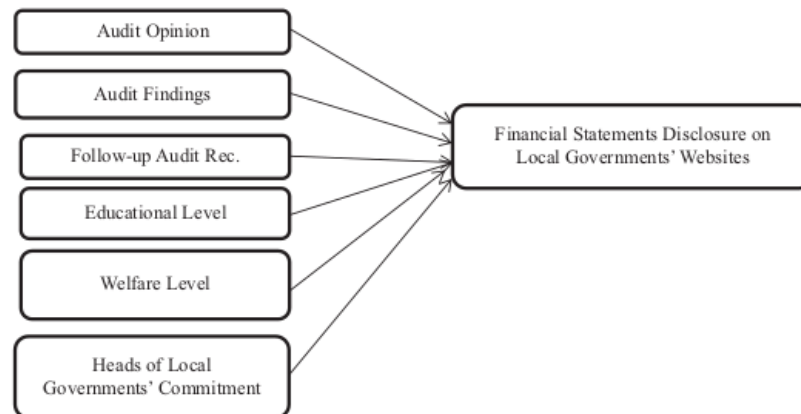 Audit Opinion
Audit Findings
Follow-up Audit Rec.
Educational Level
Welfare Level
Heads of Local
Governments’ Commitment
Financial Statements Disclosure on
Local Governments’ Websites